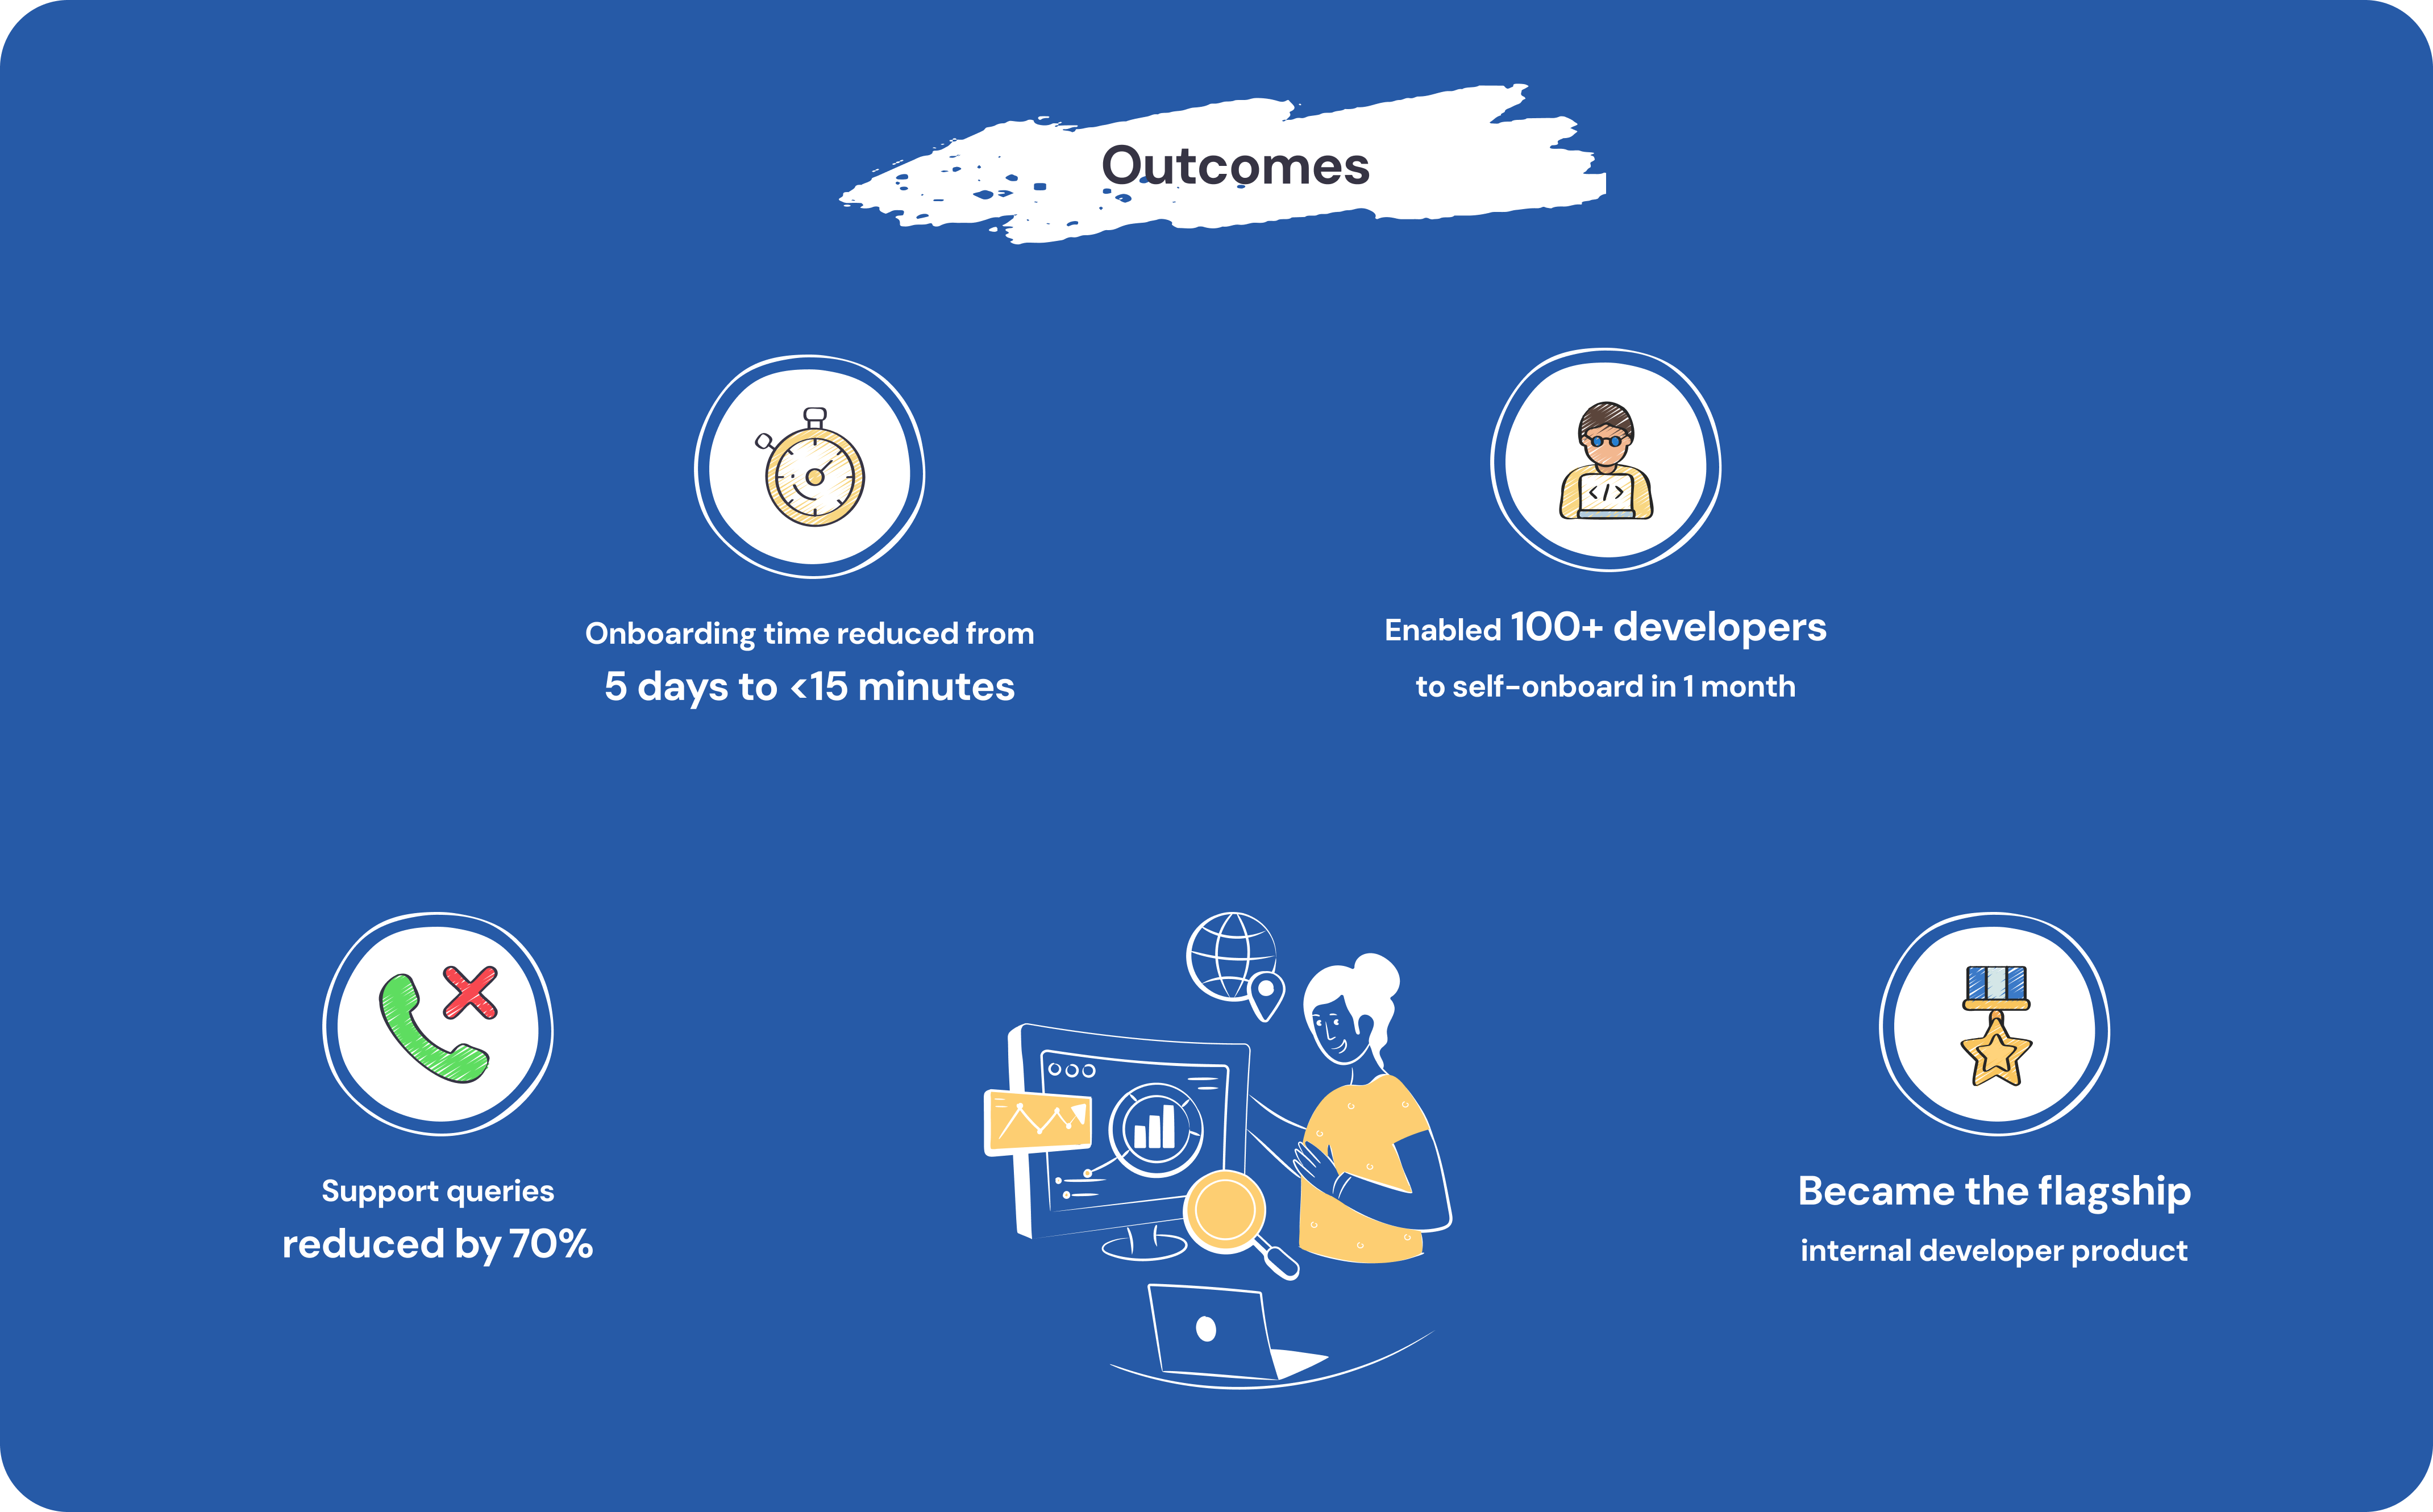 Outcomes
Onboarding time reduced from
5 days to <15 minutes
Enabled 100+ developers
to self-onboard in 1 month
</>
Support queries
reduced by 70%
Became the flagship
internal developer product